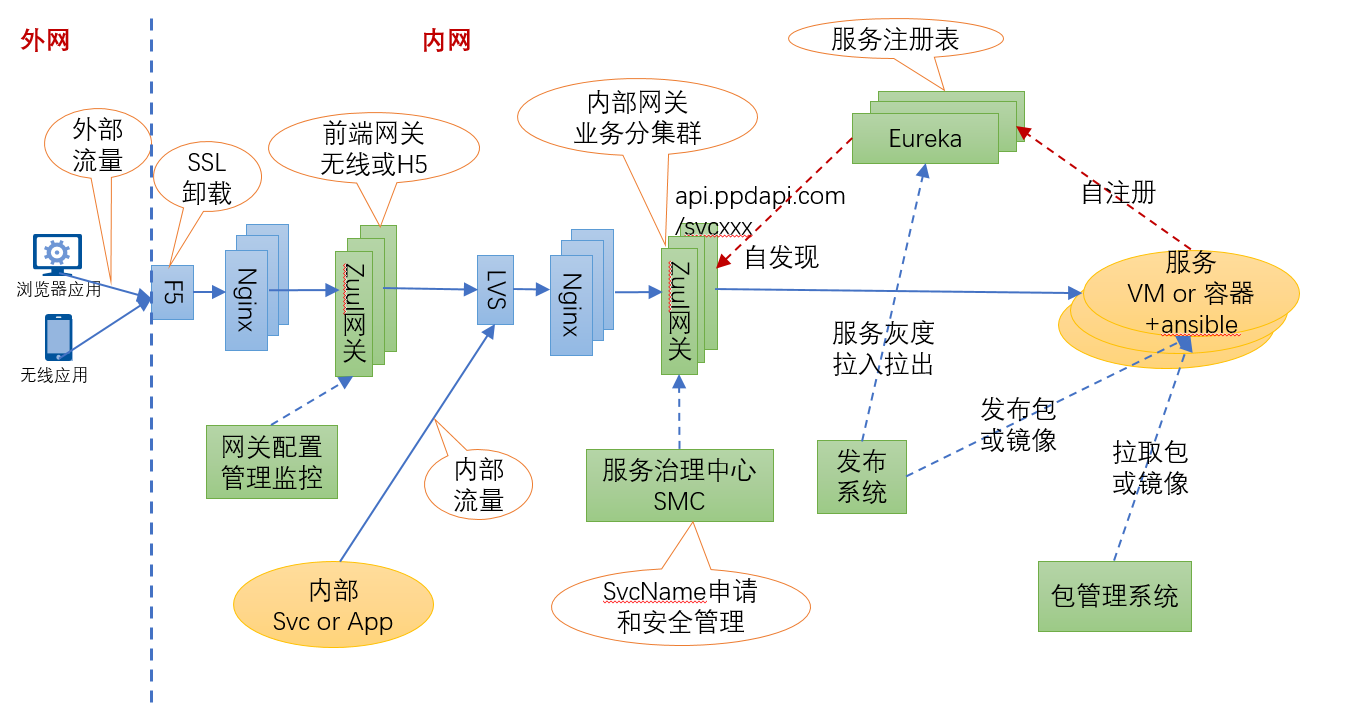 外网
内网
服务注册表
外部
流量
SSL
卸载
前端网关
无线或H5
内部网关
业务分集群
Eureka
api.ppdapi.com
/svcxxx
自发现
自注册
浏览器应用
无线应用
F5
Nginx
Zuul网关
LVS
Nginx
Zuul网关
服务
VM or 容器
+ansible
服务灰度
拉入拉出
网关配置
管理监控
内部
流量
服务治理中心
SMC
发布
系统
发布包
或镜像
拉取包
或镜像
内部
Svc or App
SvcName申请
和安全管理
包管理系统